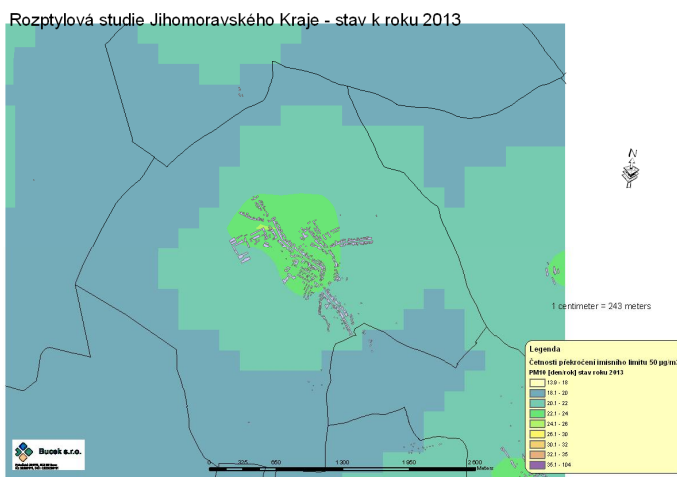 Rozptylová studie Jihomoravského Kraje - stav k roku 2013
N
1 centimeter = 243 meters
Legenda
Četnosti překročení imisního limitu 50 µg/m3
PM10 [den/rok] stav roku 2013
13.9 - 18
18.1 - 20
20.1 - 22
22.1 - 24
24.1 - 26
26.1 - 30
30.1 - 32
32.1 - 35
35.1 - 104
Bucek s.r.o.
0 325 650 1 300 1 950 2 600
Meters